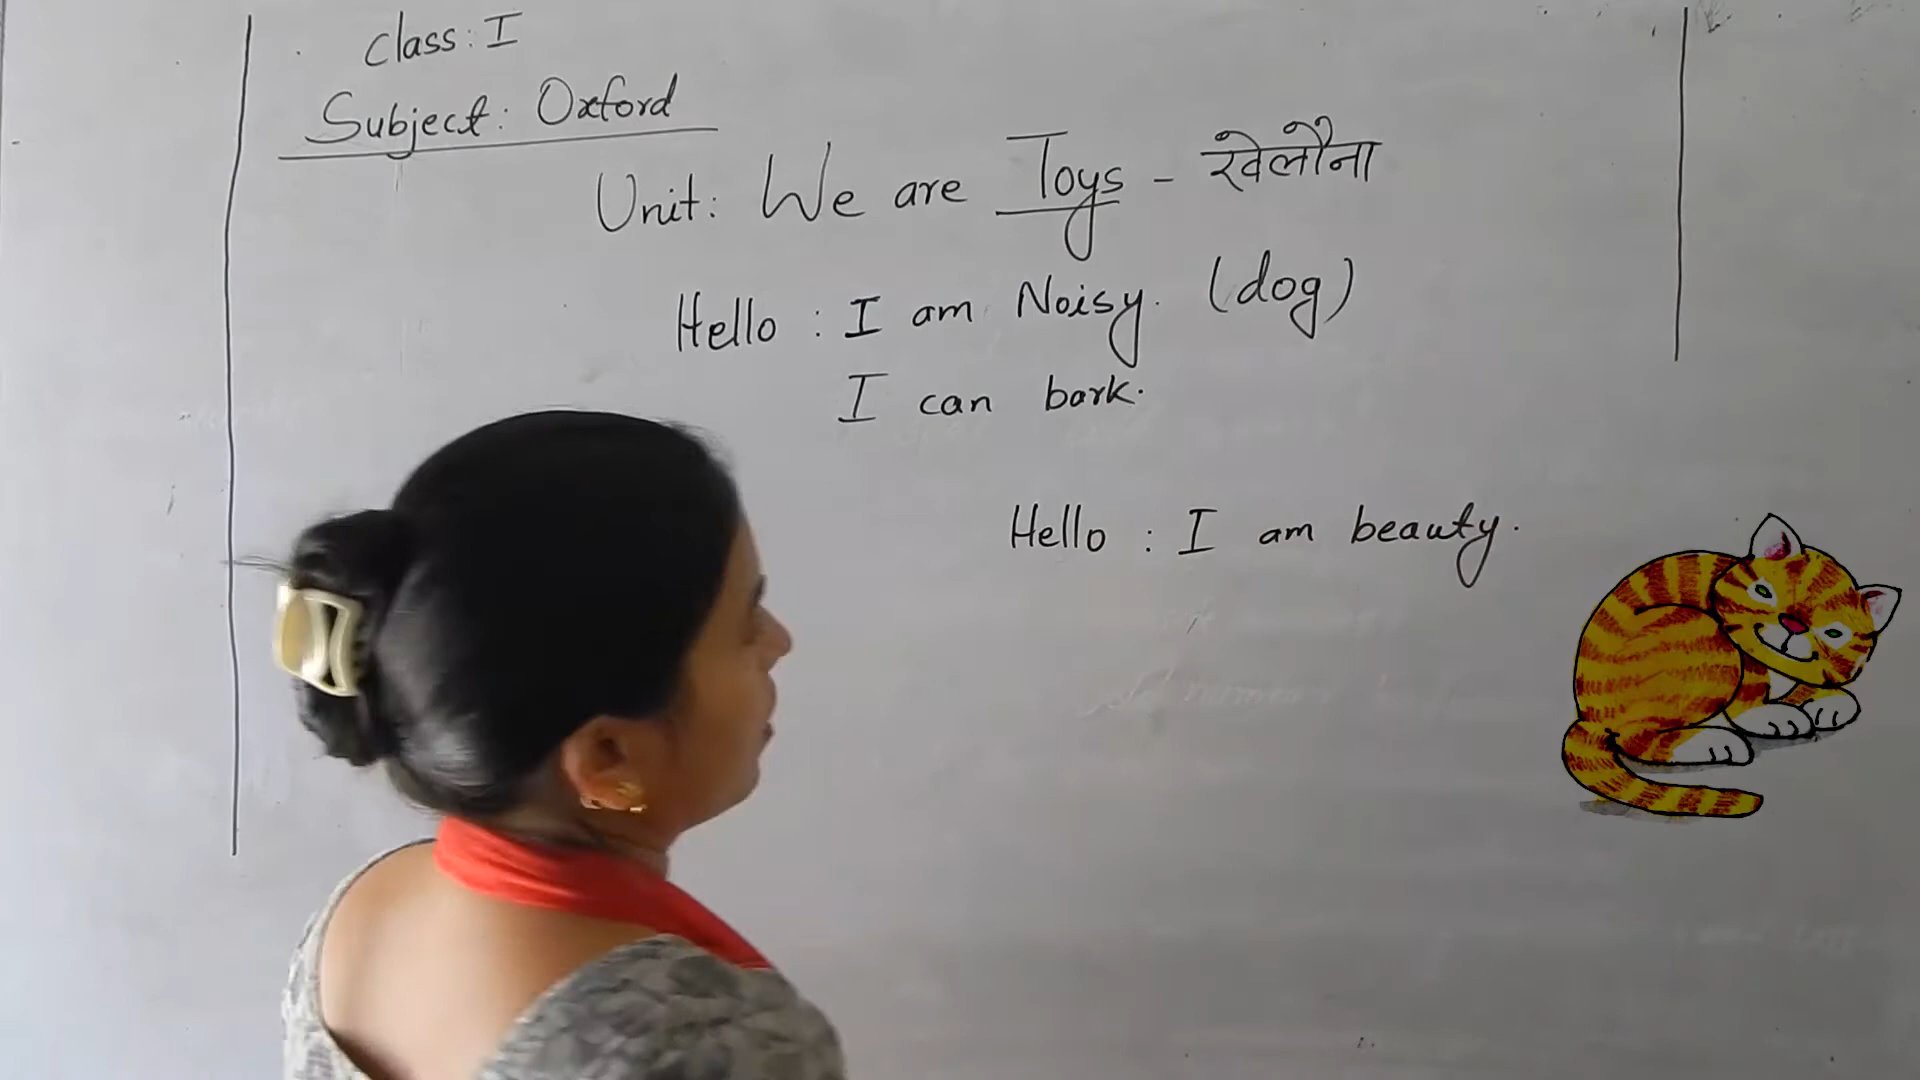 Class: I
Subject: Oxford
Unit: We are Toys - खेलौना
Hello : I am Noisy. (dog)
I can bark.
Hello : I am beauty.